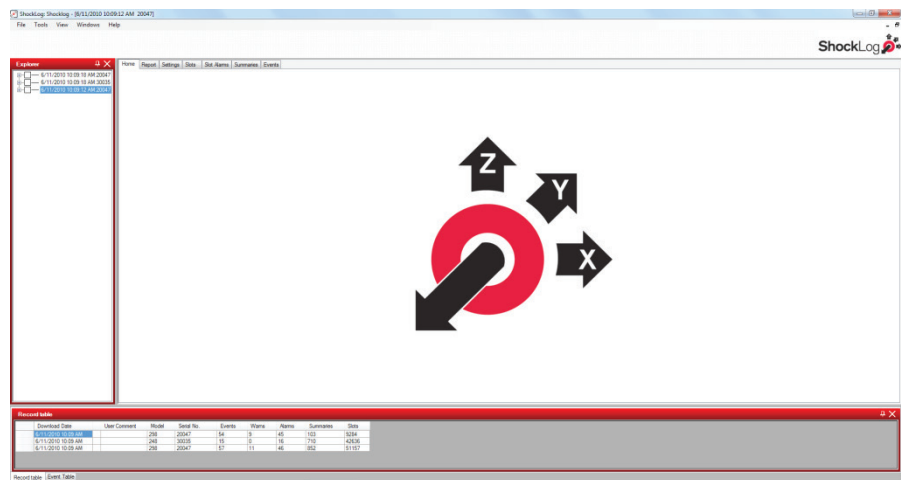 ShockLog: Shocklog - [6/11/2010 10:09:12 AM 20047]
File Tools View Windows Help
ShockLog
Explorer
6/11/2010 10:09:19 AM 20047
6/11/2010 10:09:18 AM 30035
6/11/2010 10:09:12 AM 20047
Home Report Settings Slots Slot Alarms Summaries Events
Z
Y
X
Record table
Download Date User Comment Model Serial No. Events Warns Alarms Summaries Slots
6/11/2010 10:09 AM 298 20047 54 9 45 103 6284
6/11/2010 10:09 AM 248 30035 15 0 16 710 42636
6/11/2010 10:09 AM 298 20047 57 11 46 852 51157
Record table Event Table